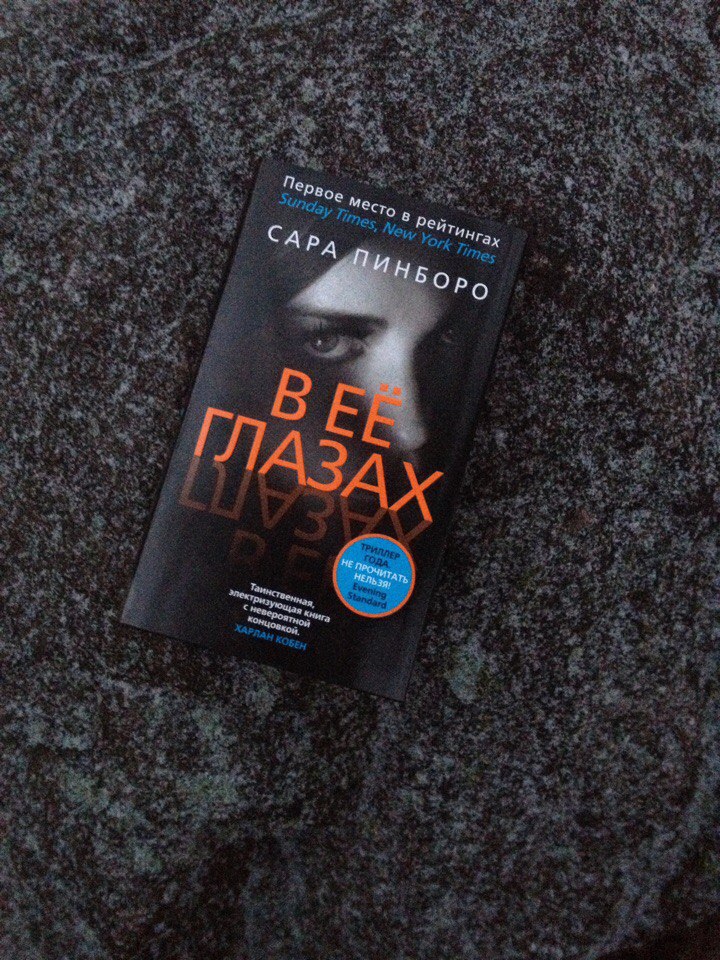 Первое место в рейтингах
Sunday Times, New York Times
САРА ПИНБОРО
В ЕЁ
ГЛАЗАХ
ТРИЛЛЕР
ГОДА.
НЕ ПРОЧИТАТЬ
НЕЛЬЗЯ!
Evening
Standard
Таинственная,
электризующая книга
с невероятной
концовкой.
ХАРЛАН КОБЕН